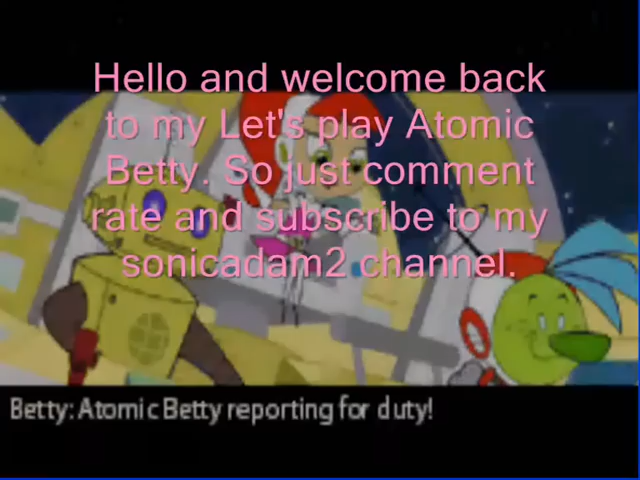 Hello and welcome back
to my Let's play Atomic
Betty. So just comment
rate and subscribe to my
sonicadam2 channel.
Betty: Atomic Betty reporting for duty!